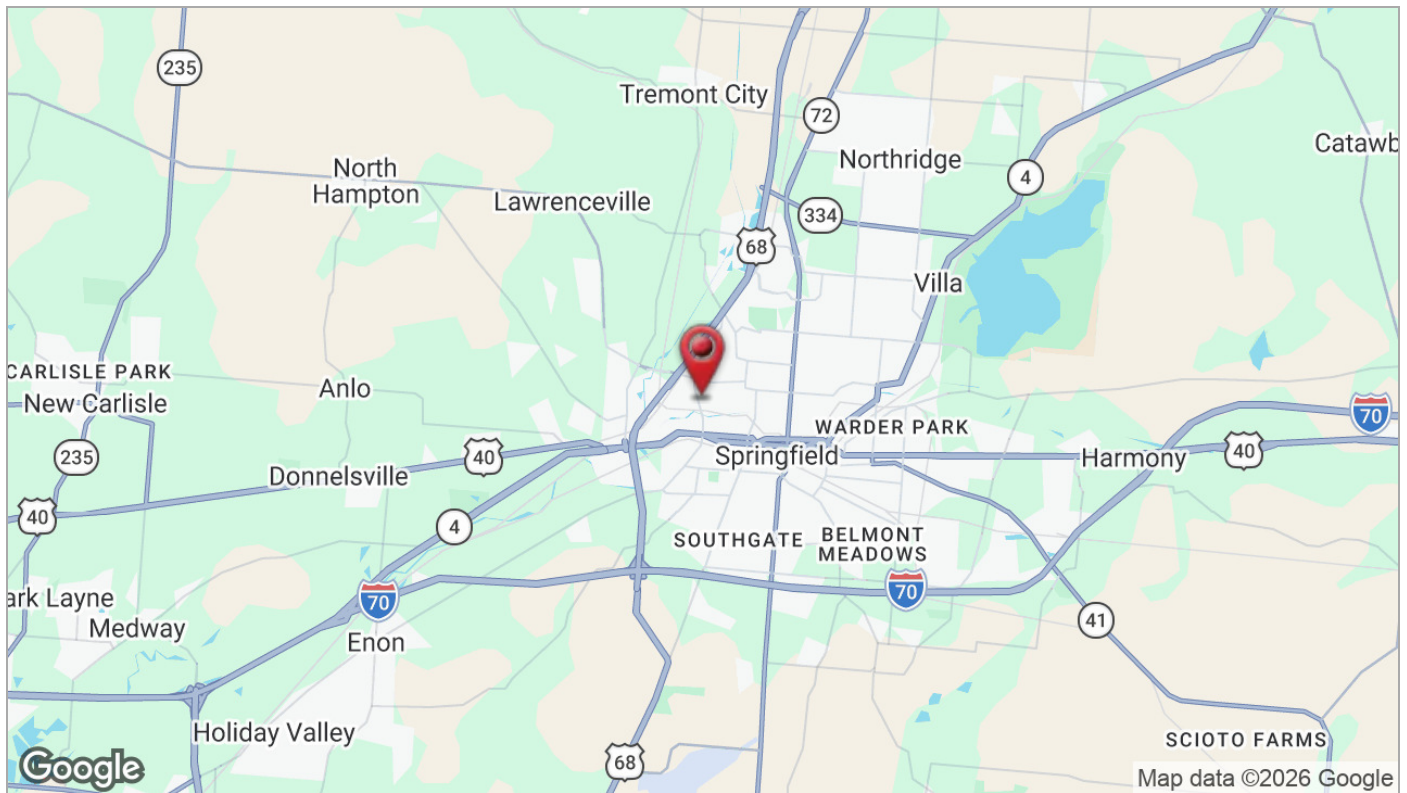 235
Tremont City
72
Catawb
North
Hampton
Northridge
4
Lawrenceville
334
68
Villa
CARLISLE PARK
Anlo
New Carlisle
70
WARDER PARK
235
40
Springfield
Harmony
40
Donnelsville
40
4
SOUTHGATE
BELMONT
MEADOWS
70
70
ark Layne
Medway
41
Enon
Holiday Valley
SCIOTO FARMS
68
Google
Map data ©2026 Google